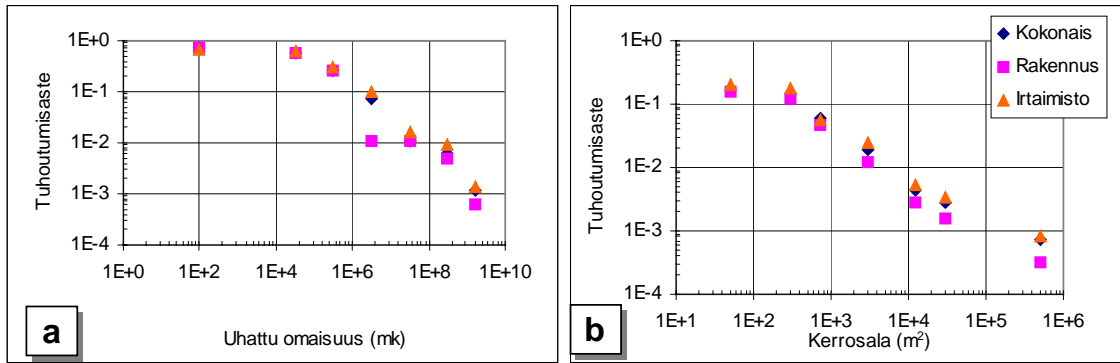 1E+0
1E-1
1E-2
1E-3
1E-4
Tuhoutumisaste
1E+0 1E+2 1E+4 1E+6 1E+8 1E+10
Uhattu omaisuus (mk)
a
1E+0
1E-1
1E-2
1E-3
1E-4
Tuhoutumisaste
1E+1 1E+2 1E+3 1E+4 1E+5 1E+6
Kerrosala (m²)
b
Kokonais
Rakennus
Irtaimisto